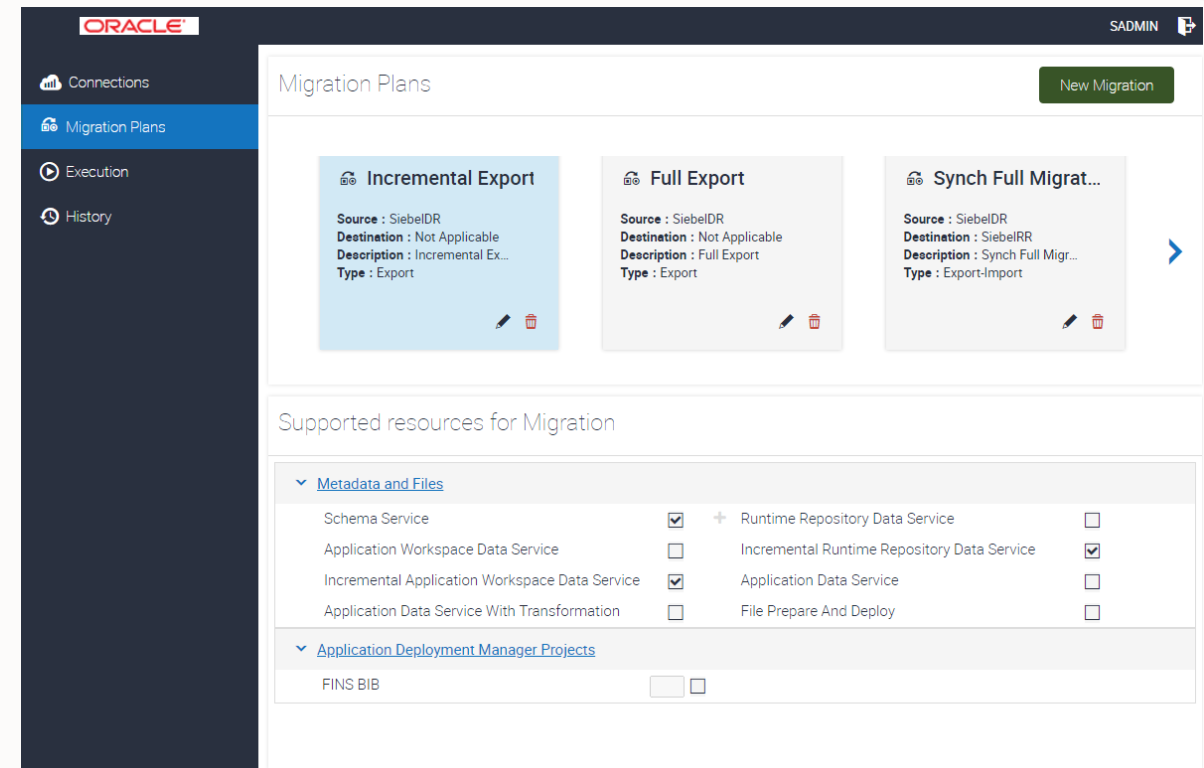 ORACLE
SADMIN
Connections
Migration Plans
Execution
History
Migration Plans
New Migration
Incremental Export
Source : SiebelDR
Destination : Not Applicable
Description : Incremental Ex...
Type : Export
Full Export
Source : SiebelDR
Destination : Not Applicable
Description : Full Export
Type : Export
Synch Full Migrat...
Source : SiebelDR
Destination : SiebelRR
Description : Synch Full Migr...
Type : Export-Import
Supported resources for Migration
Metadata and Files
Schema Service
Runtime Repository Data Service
Application Workspace Data Service
Incremental Runtime Repository Data Service
Incremental Application Workspace Data Service
Application Data Service
Application Data Service With Transformation
File Prepare And Deploy
Application Deployment Manager Projects
FINS BIB